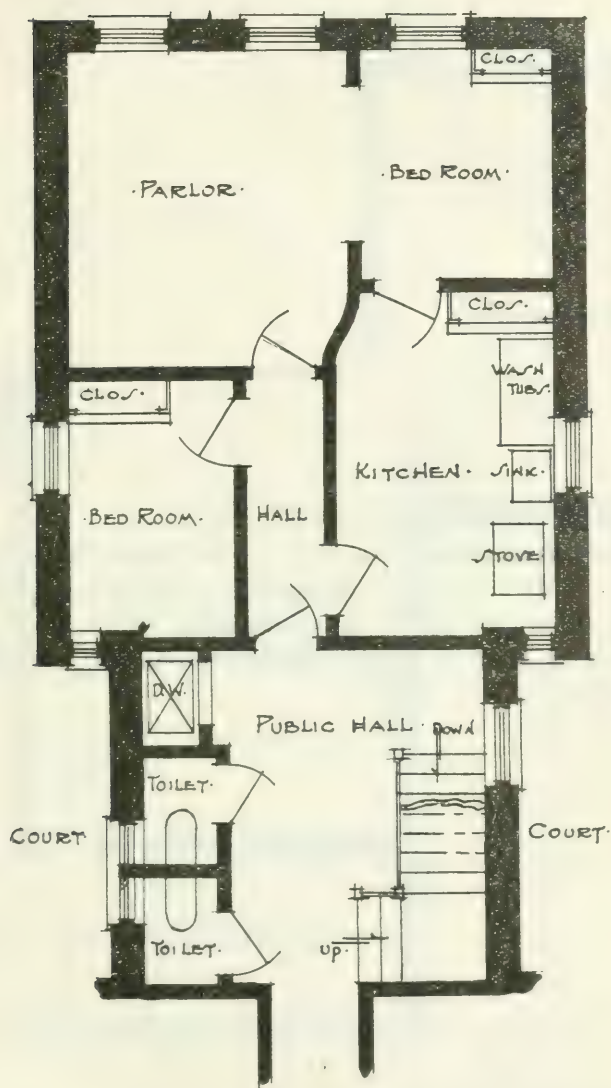 CLOS.
·PARLOR·
BED ROOM·
CLOS.
WASH
TUBS.
CLOS.
KITCHEN·
SINK·
·BED ROOM·
HALL
STOVE·
D.W.
PUBLIC HALL·
DOWN
TOILET·
COURT·
COURT·
TOILET·
UP·